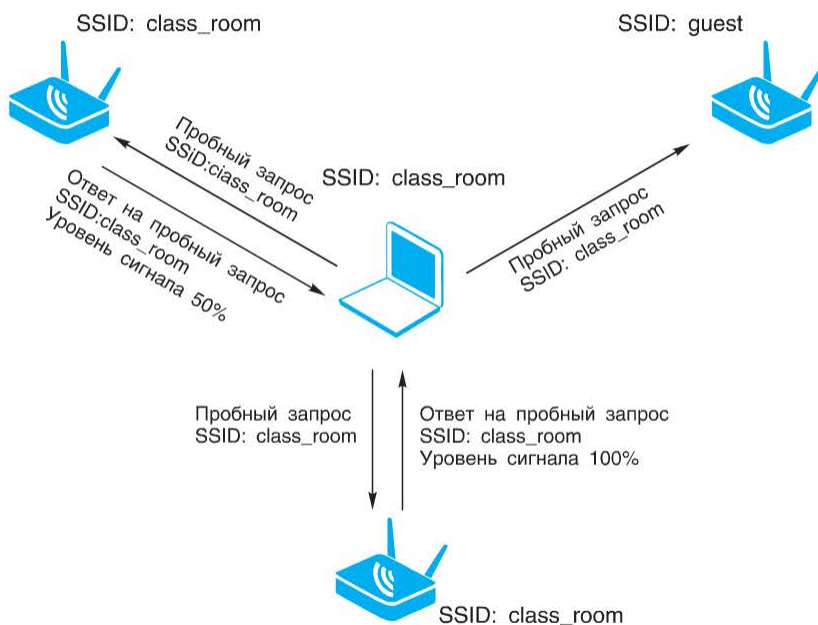 SSID: class_room
SSID: guest
Пробный запрос
SSiD:ciass_room
Ответ на пробный запрос
SSID:class_room
Уровень сигнала 50%
SSID: class_room
Пробный запрос
SSID: class_room
Пробный запрос
SSID: class_room
Ответ на пробный запрос
SSID: class_room
Уровень сигнала 100%
SSID: class_room